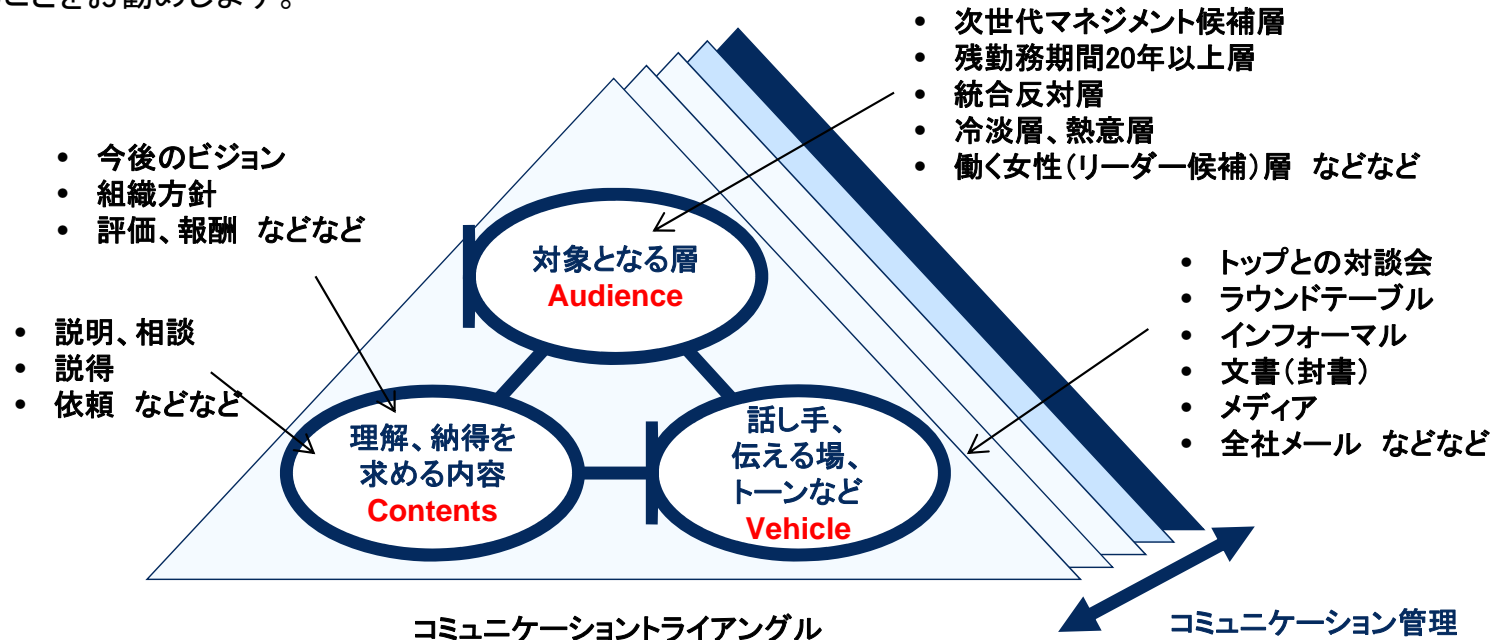 ことをお勧めします。
• 次世代マネジメント候補層
• 残勤務期間20年以上層
• 統合反対層
• 冷淡層、熱意層
• 働く女性(リーダー候補)層 などなど
• 今後のビジョン
• 組織方針
• 評価、報酬 などなど
対象となる層
Audience
• トップとの対談会
• ラウンドテーブル
• インフォーマル
• 文書(封書)
• メディア
• 全社メール などなど
• 説明、相談
• 説得
• 依頼 などなど
理解、納得を
求める内容
Contents
話し手、
伝える場、
トーンなど
Vehicle
コミュニケーショントライアングル
コミュニケーション管理